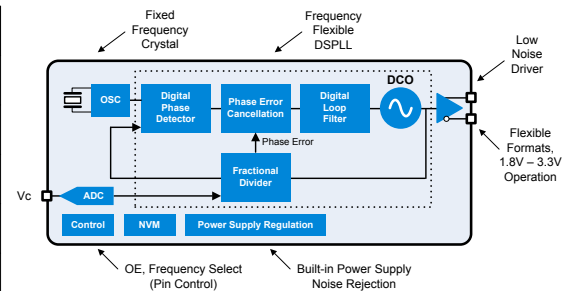 Fixed
Frequency
Crystal
Frequency
Flexible
DSPLL
Low
Noise
Driver
OSC
Digital
Phase
Detector
Phase Error
Cancellation
Digital
Loop
Filter
DCO
Phase Error
Fractional
Divider
Flexible
Formats,
1.8V – 3.3V
Operation
Vc
ADC
Control
NVM
Power Supply Regulation
OE, Frequency Select
(Pin Control)
Built-in Power Supply
Noise Rejection